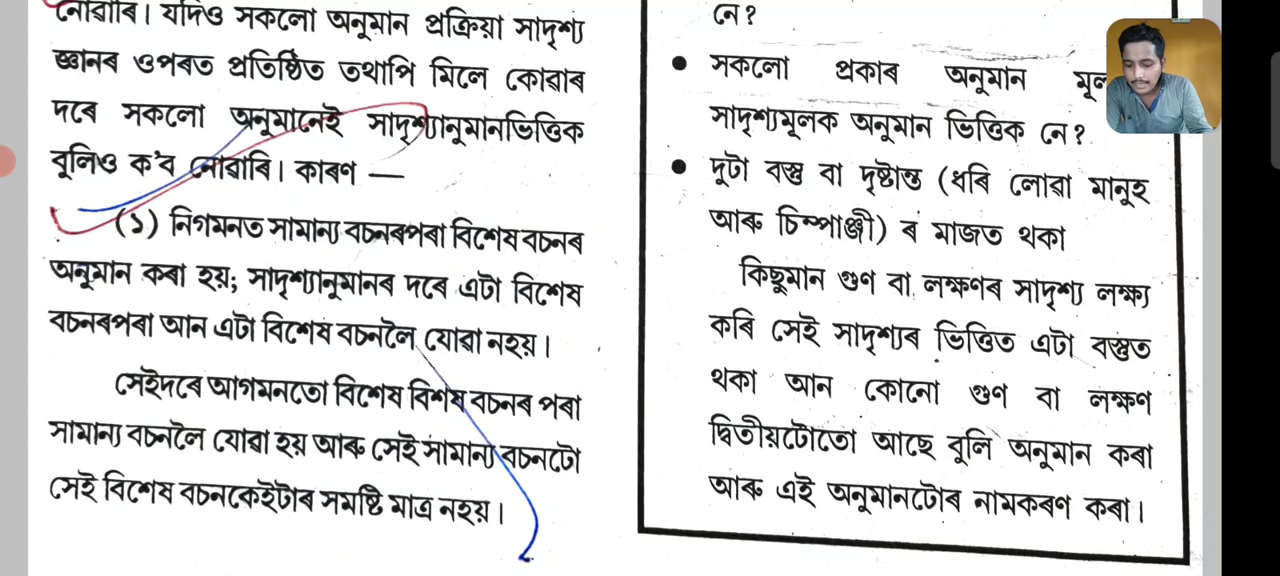 নোৱাৰি। যদিও সকলো অনুমান প্ৰক্ৰিয়া সাদৃশ্য
জ্ঞানৰ ওপৰত প্ৰতিষ্ঠিত তথাপি মিলে কোৱাৰ
দৰে সকলো অনুমানেই সাদৃশ্যানুমানভিত্তিক
বুলিও ক’ব নোৱাৰি। কাৰণ —
(১) নিগমনত সামান্য বচনৰপৰা বিশেষ বচনৰ
অনুমান কৰা হয়; সাদৃশ্যানুমানৰ দৰে এটা বিশেষ
বচনৰপৰা আন এটা বিশেষ বচনলৈ যোৱা নহয়।
সেইদৰে আগমনতো বিশেষ বিশষ বচনৰ পৰা
সামান্য বচনলৈ যোৱা হয় আৰু সেই সামান্য বচনটো
সেই বিশেষ বচনকেইটাৰ সমষ্টি মাত্ৰ নহয়।
নে?
• সকলো প্ৰকাৰ অনুমান
সাদৃশ্যমূলক অনুমান ভিত্তিক নে?
• দুটা বস্তু বা দৃষ্টান্ত (ধৰি লোৱা মানুহ
আৰু চিম্পাঞ্জী) ৰ মাজত থকা
কিছুমান গুণ বা লক্ষণৰ সাদৃশ্য লক্ষ্য
কৰি সেই সাদৃশ্যৰ ভিত্তিত এটা বস্তুত
থকা আন কোনো গুণ বা লক্ষণ
দ্বিতীয়টোতো আছে বুলি অনুমান কৰা
আৰু এই অনুমানটোৰ নামকৰণ কৰা।